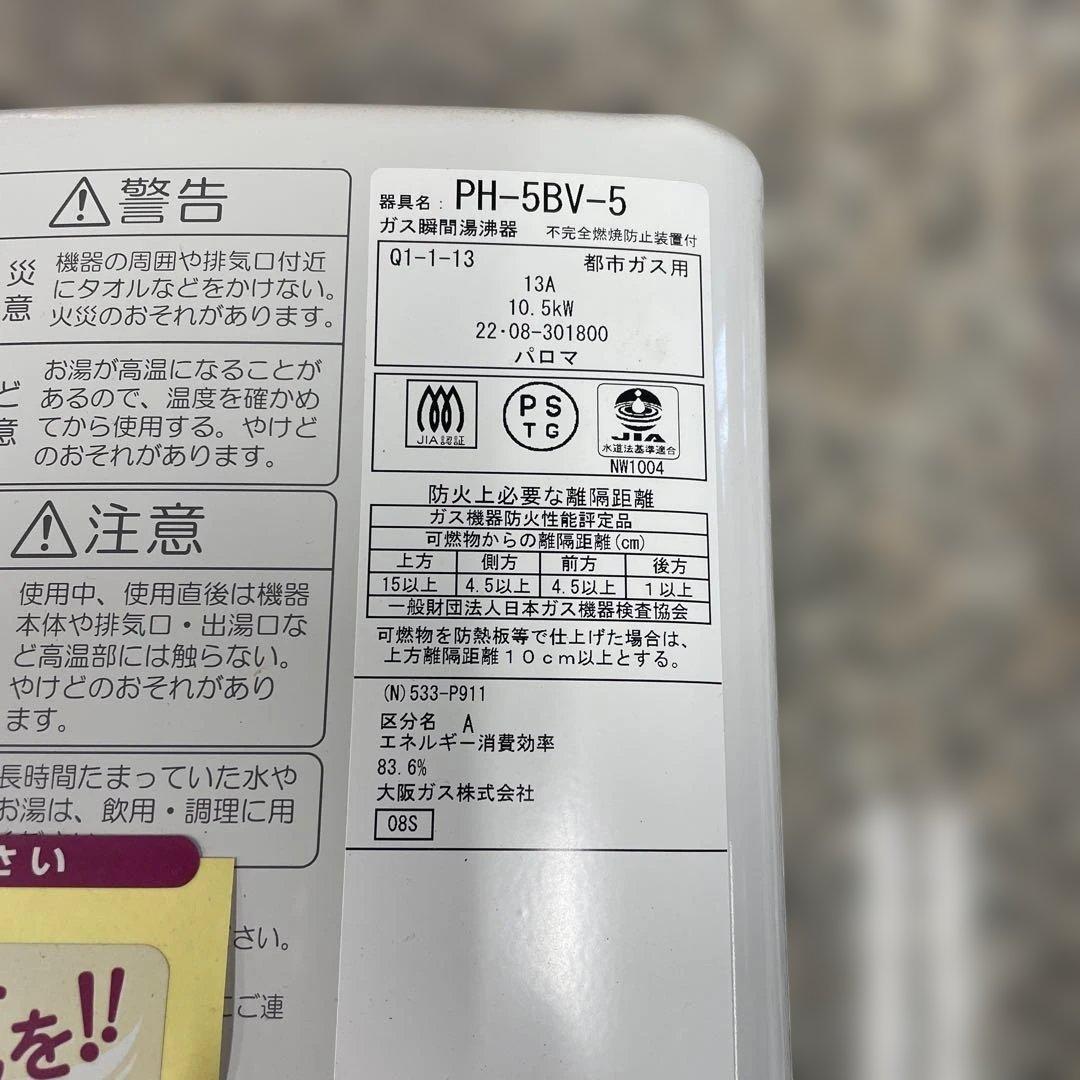 警告
災
意
機器の周囲や排気口付近
にタオルなどをかけない。
火災のおそれがあります。
ど
意
お湯が高温になることが
あるので、温度を確かめ
てから使用する。やけど
のおそれがあります。
注意
使用中、使用直後は機器
本体や排気口・出湯口な
ど高温部には触らない。
やけどのおそれがあり
ます。
長時間たまっていた水や
お湯は、飲用・調理に用
さい
さい。
にご連
を!!
器具名: PH-5BV-5
ガス瞬間湯沸器 不完全燃焼防止装置付
Q1-1-13 都市ガス用
13A
10.5kW
22・08-301800
パロマ
JIA認証
PS
TG
JIA
水道法基準適合
NW1004
防火上必要な離隔距離
ガス機器防火性能評定品
可燃物からの離隔距離(cm)
上方 側方 前方 後方
15以上 4.5以上 4.5以上 1以上
一般財団法人日本ガス機器検査協会
可燃物を防熱板等で仕上げた場合は、
上方離隔距離10cm以上とする。
(N)533-P911
区分名 A
エネルギー消費効率
83.6%
大阪ガス株式会社
08S